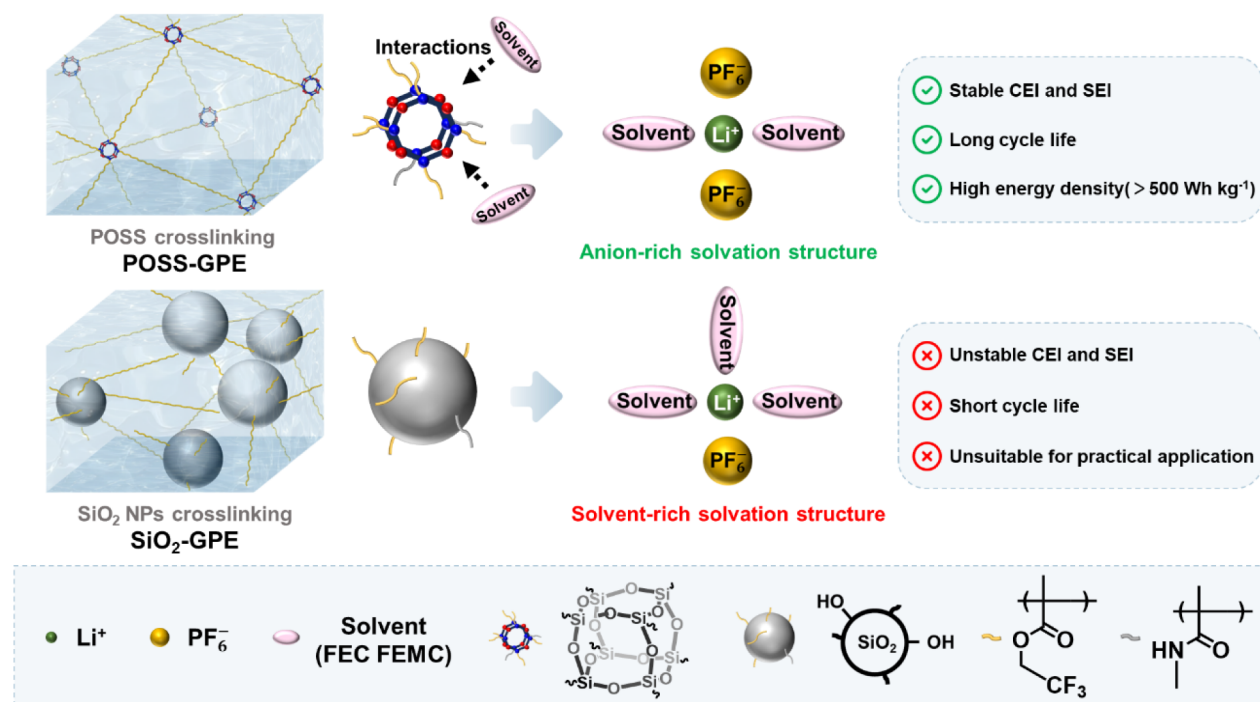 Interactions
Solvent
Solvent
POSS crosslinking
POSS-GPE
PF₆⁻
Solvent Li⁺ Solvent
PF₆⁻
Anion-rich solvation structure
Stable CEI and SEI
Long cycle life
High energy density(＞500 Wh kg⁻¹)
SiO₂ NPs crosslinking
SiO₂-GPE
Solvent
Solvent Li⁺ Solvent
PF₆⁻
Solvent-rich solvation structure
Unstable CEI and SEI
Short cycle life
Unsuitable for practical application
Li⁺
PF₆⁻
Solvent
(FEC FEMC)
Si O Si
O O Si O Si O
O O
Si O Si O
Si O Si
HO
SiO₂ OH
O O
CF₃
HN O